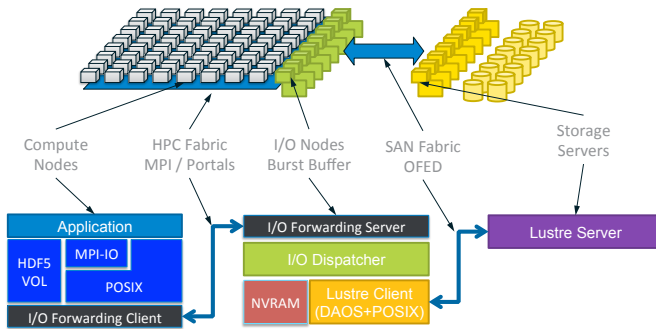 Compute
Nodes
HPC Fabric
MPI / Portals
I/O Nodes
Burst Buffer
SAN Fabric
OFED
Storage
Servers
Application
HDF5
VOL
MPI-IO
POSIX
I/O Forwarding Client
I/O Forwarding Server
I/O Dispatcher
NVRAM
Lustre Client
(DAOS+POSIX)
Lustre Server